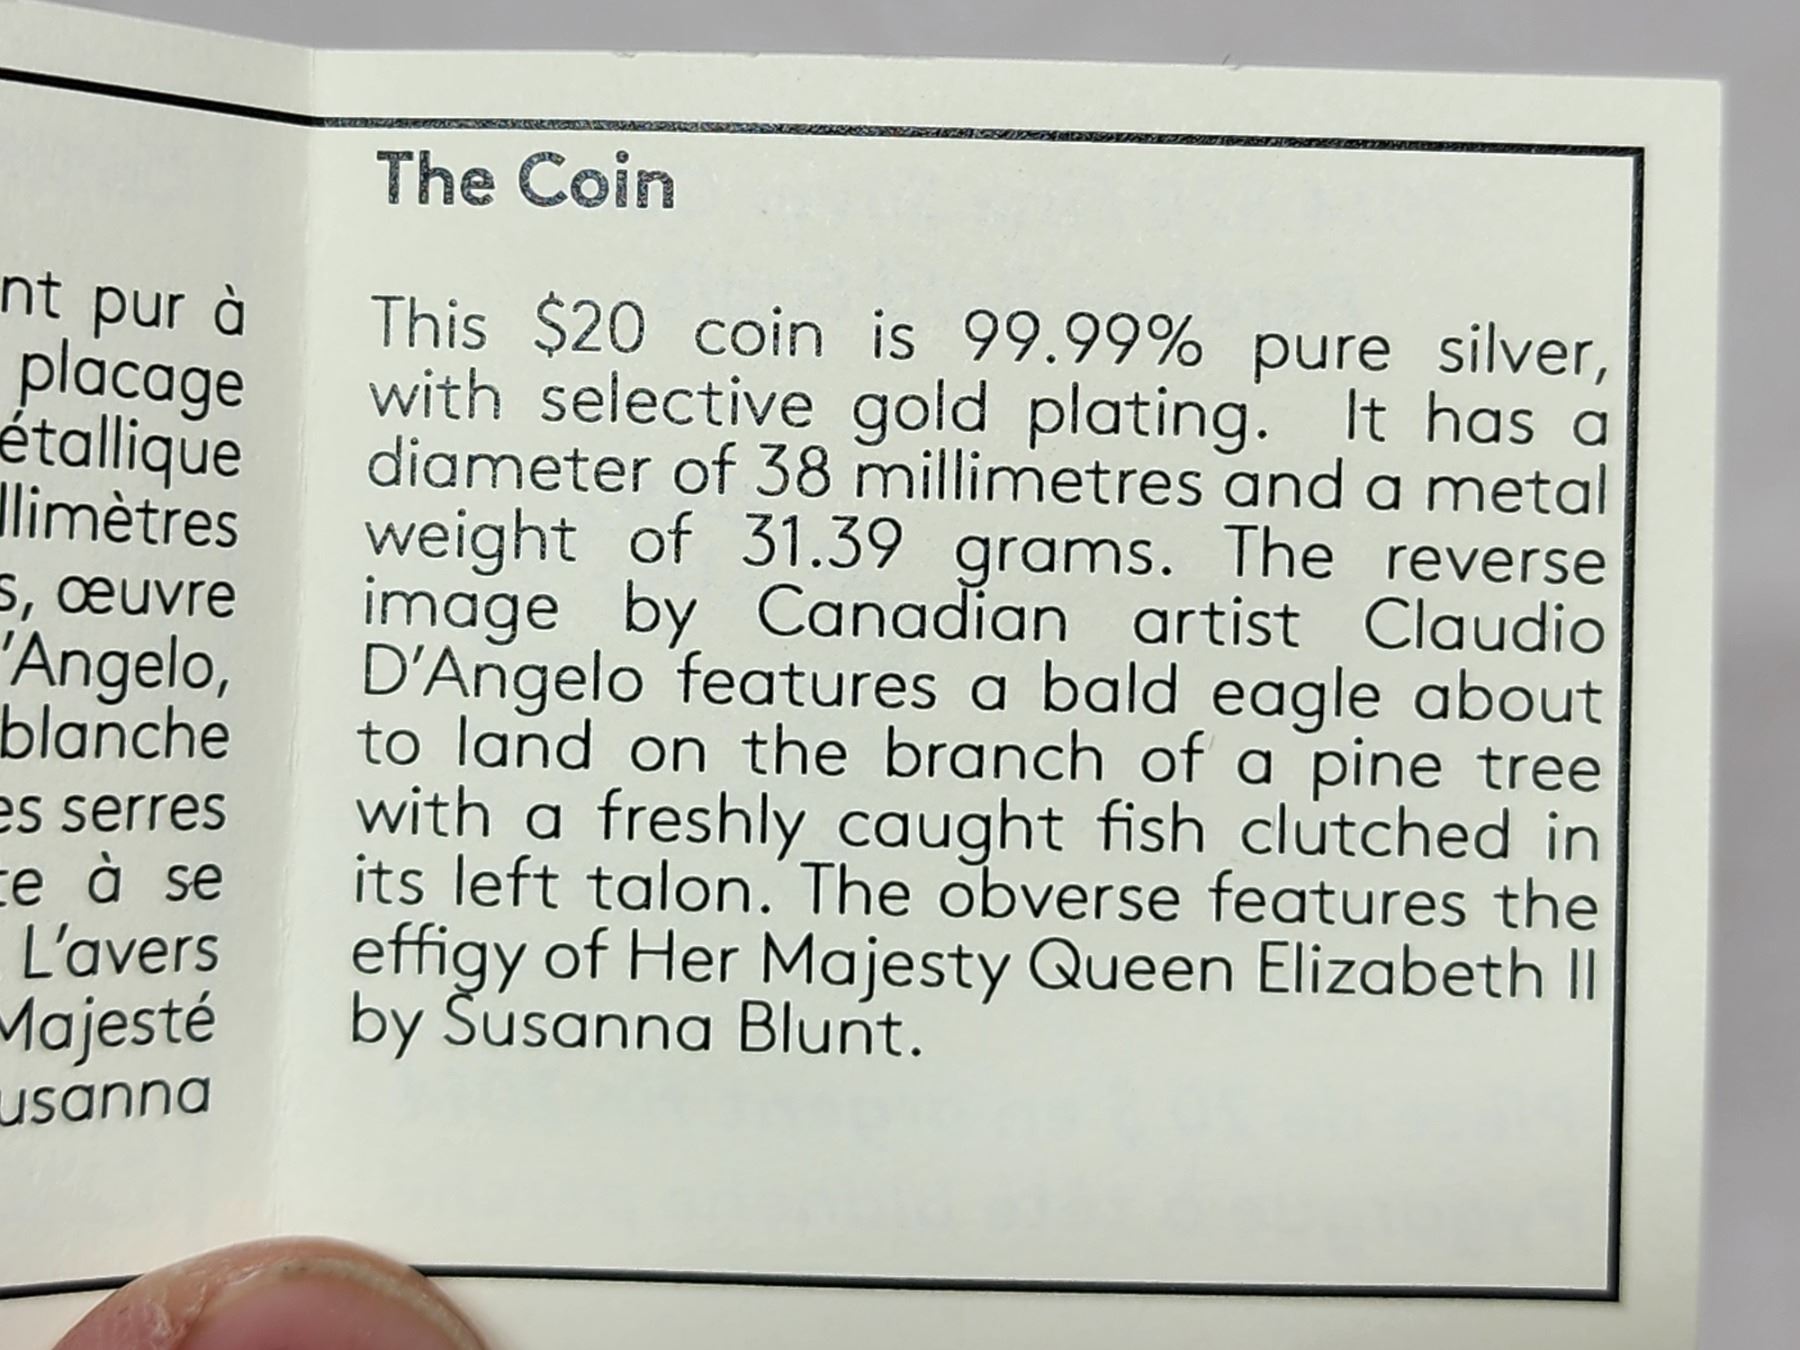 nt pur à
placage
étallique
llimètres
s, œuvre
'Angelo,
blanche
es serres
te à se
L'avers
Majesté
usanna
The Coin
This $20 coin is 99.99% pure silver,
with selective gold plating. It has a
diameter of 38 millimetres and a metal
weight of 31.39 grams. The reverse
image by Canadian artist Claudio
D'Angelo features a bald eagle about
to land on the branch of a pine tree
with a freshly caught fish clutched in
its left talon. The obverse features the
effigy of Her Majesty Queen Elizabeth II
by Susanna Blunt.